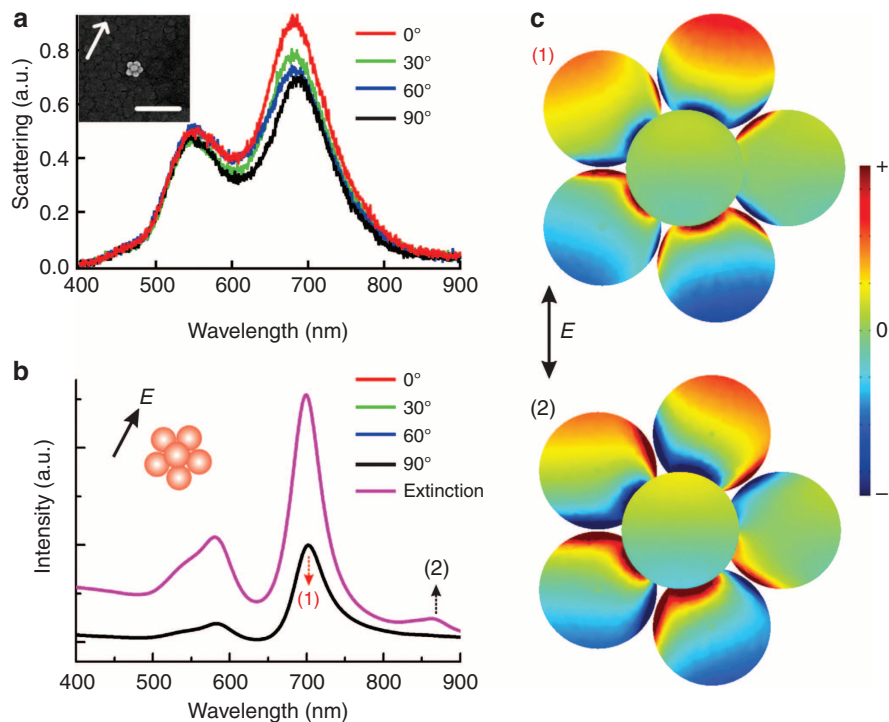 a
Scattering (a.u.)
0.8
0.6
0.4
0.2
0.0
400 500 600 700 800 900
Wavelength (nm)
0°
30°
60°
90°
b
Intensity (a.u.)
E
0°
30°
60°
90°
Extinction
(1)
(2)
400 500 600 700 800 900
Wavelength (nm)
c
(1)
E
(2)
+
0
–